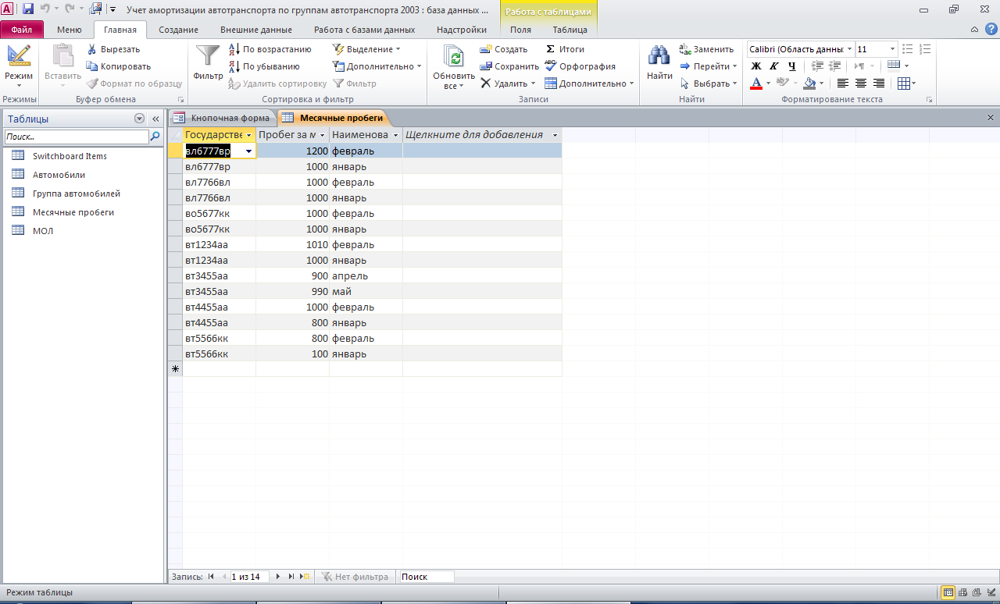 Учет амортизации автотранспорта по группам автотранспорта 2003 : база данных ...
Работа с таблицами
Файл Меню Главная Создание Внешние данные Работа с базами данных Надстройки Поля Таблица
Режим
Режимы
Вставить
Вырезать
Копировать
Формат по образцу
Буфер обмена
Фильтр
По возрастанию
По убыванию
Удалить сортировку
Выделение
Дополнительно
Фильтр
Сортировка и фильтр
Обновить
все
Создать
Сохранить
Удалить
Итоги
Орфография
Дополнительно
Записи
Найти
Заменить
Перейти
Выбрать
Найти
Calibri (Область данны: 11
Ж К Ч
Форматирование текста
Таблицы
Поиск...
Switchboard Items
Автомобили
Группа автомобилей
Месячные пробеги
МОЛ
Кнопочная форма Месячные пробеги
Государстве Пробег за м Наименова Щелкните для добавления
вл6777вр 1200 февраль
вл6777вр 1000 январь
вл7766вл 1000 февраль
вл7766вл 1000 январь
во5677кк 1000 февраль
во5677кк 1000 январь
вт1234аа 1010 февраль
вт1234аа 1000 январь
вт3455аа 900 апрель
вт3455аа 990 май
вт4455аа 1000 февраль
вт4455аа 800 январь
вт5566кк 800 февраль
вт5566кк 100 январь
Запись: 1 из 14 Нет фильтра Поиск
Режим таблицы